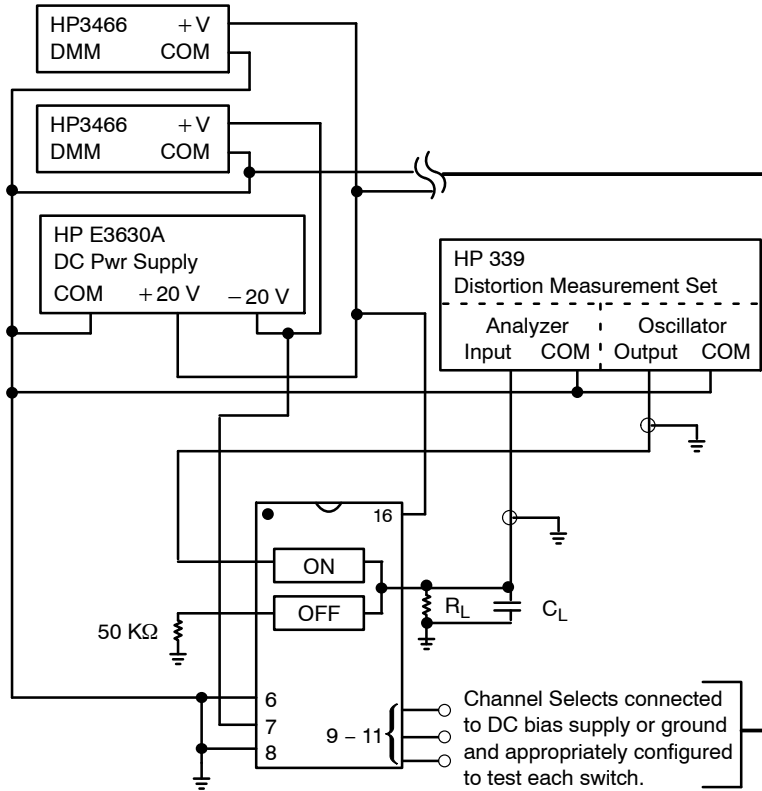 HP3466 +V
DMM COM
HP3466 +V
DMM COM
HP E3630A
DC Pwr Supply
COM +20 V −20 V
HP 339
Distortion Measurement Set
Analyzer
Input COM
Oscillator
Output COM
16
ON
OFF
50 KΩ
RL
CL
6
7
8
9 − 11
Channel Selects connected
to DC bias supply or ground
and appropriately configured
to test each switch.